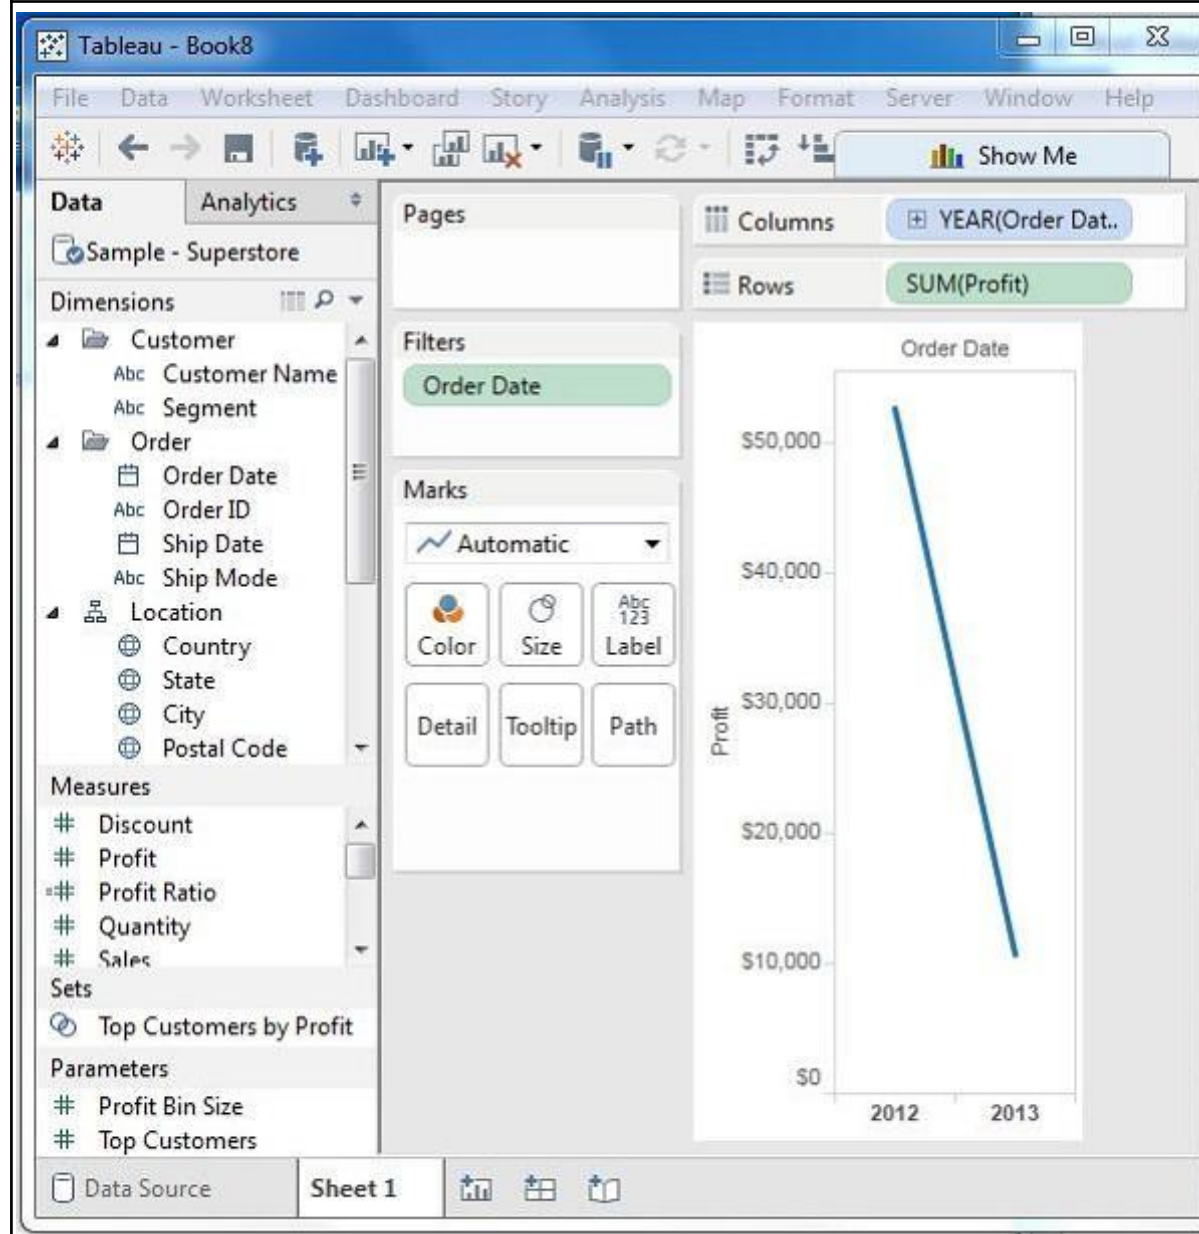 Tableau - Book8
File Data Worksheet Dashboard Story Analysis Map Format Server Window Help
Show Me
Data Analytics
Sample - Superstore
Dimensions
Customer
Abc Customer Name
Abc Segment
Order
Order Date
Abc Order ID
Ship Date
Abc Ship Mode
Location
Country
State
City
Postal Code
Measures
# Discount
# Profit
=# Profit Ratio
# Quantity
# Sales
Sets
Top Customers by Profit
Parameters
# Profit Bin Size
# Top Customers
Pages
Filters
Order Date
Marks
Automatic
Color
Size
Abc
123
Label
Detail
Tooltip
Path
Columns
YEAR(Order Dat..
Rows
SUM(Profit)
Order Date
Profit
$50,000
$40,000
$30,000
$20,000
$10,000
$0
2012 2013
Data Source
Sheet 1